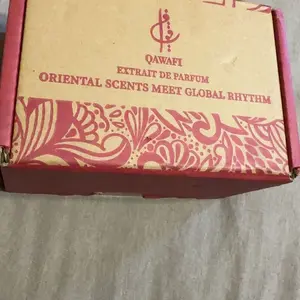 QAWAFI
EXTRAIT DE PARFUM
ORIENTAL SCENTS MEET GLOBAL RHYTHM